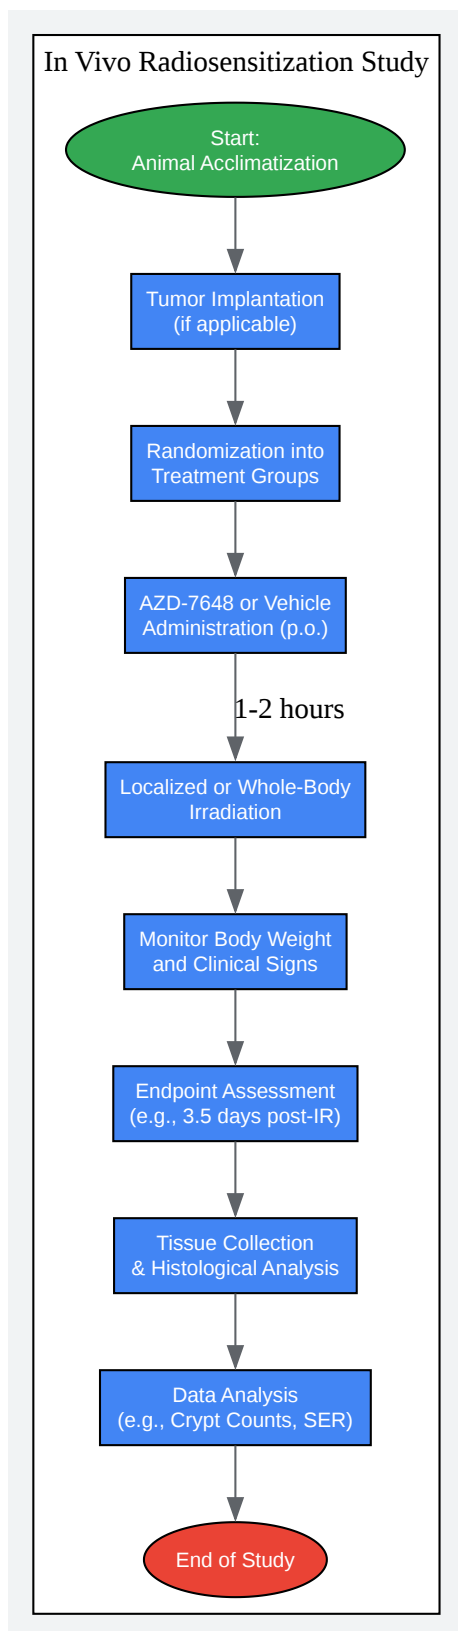 In Vivo Radiosensitization Study
Start:
Animal Acclimatization
Tumor Implantation
(if applicable)
Randomization into
Treatment Groups
AZD-7648 or Vehicle
Administration (p.o.)
1-2 hours
Localized or Whole-Body
Irradiation
Monitor Body Weight
and Clinical Signs
Endpoint Assessment
(e.g., 3.5 days post-IR)
Tissue Collection
& Histological Analysis
Data Analysis
(e.g., Crypt Counts, SER)
End of Study